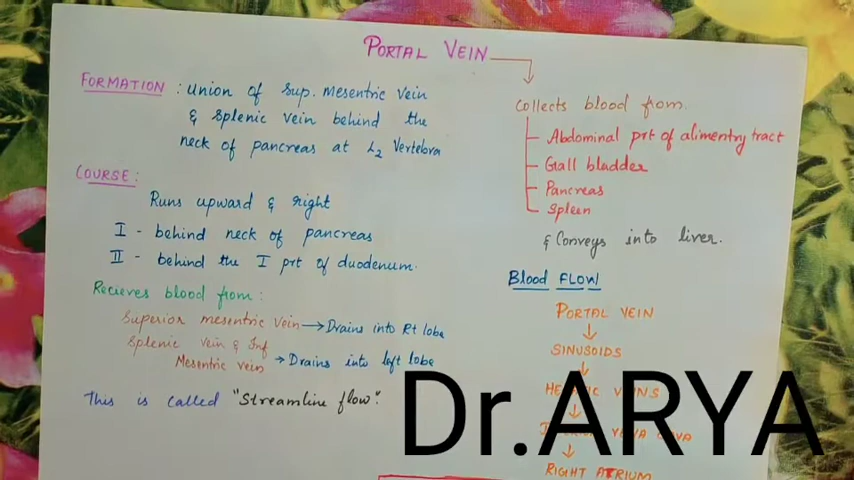 PORTAL VEIN
FORMATION : Union of Sup. mesentric vein
& splenic vein behind the
neck of pancreas at L2 Vertebra
COURSE:
Runs upward & right
I - behind neck of pancreas
II - behind the I prt of duodenum.
Recieves blood from:
Superior mesentric vein → Drains into Rt lobe
Splenic vein & Inf
Mesentric vein → Drains into left lobe
This is called "Streamline flow".
Collects blood from.
Abdominal prt of alimentry tract
Gall bladder
Pancreas
Spleen
& Conveys into liver.
Blood FLOW
PORTAL VEIN
↓
SINUSOIDS
↓
VEINS
↓
VENA CAVA
↓
RIGHT ATRIUM
Dr.ARYA